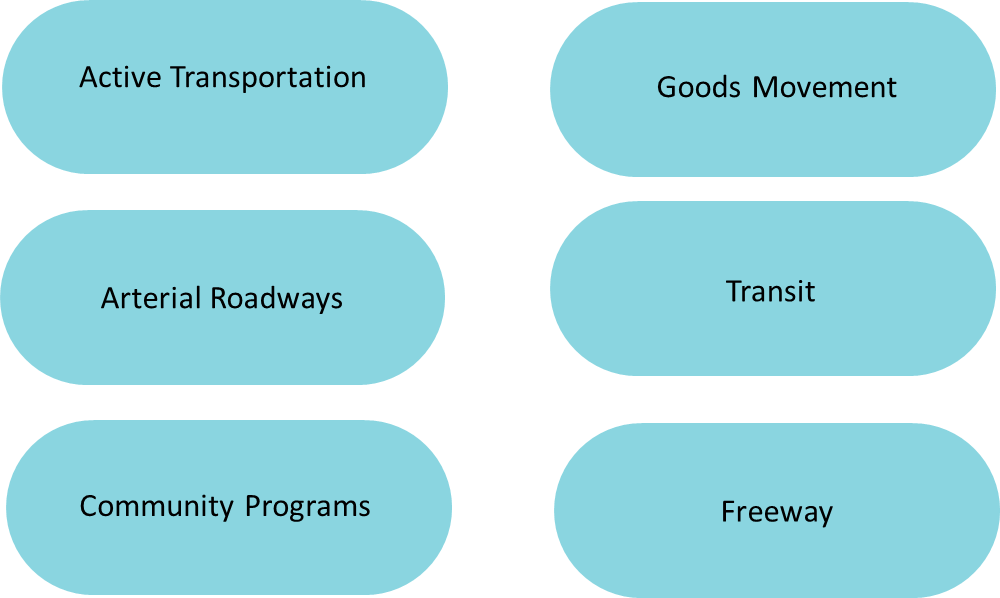 Active Transportation
Goods Movement
Arterial Roadways
Transit
Community Programs
Freeway